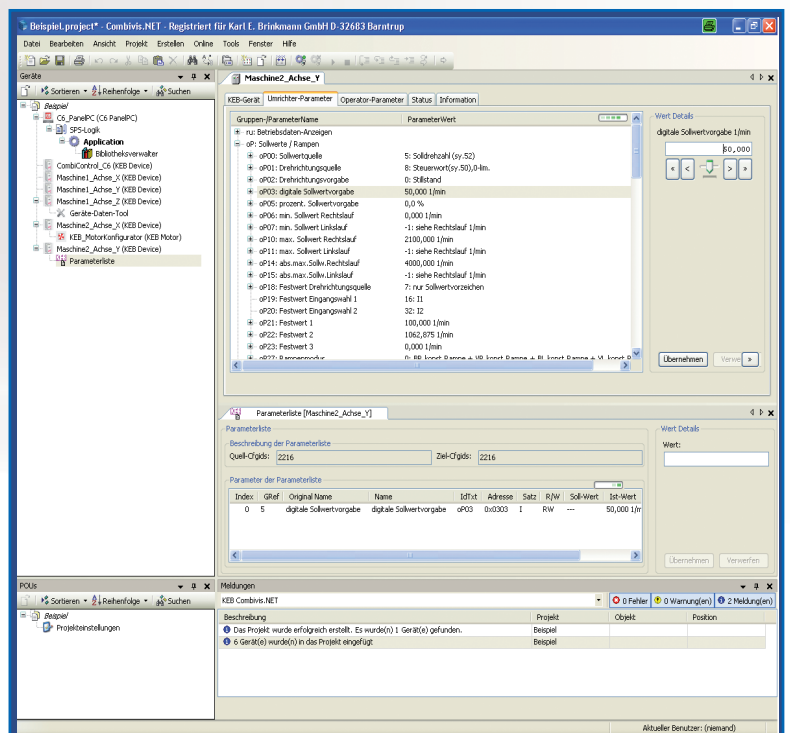 Beispiel.project* - Combivis.NET - Registriert für Karl E. Brinkmann GmbH D-32683 Barntrup
Datei Bearbeiten Ansicht Projekt Erstellen Online Tools Fenster Hilfe
Geräte
Sortieren Reihenfolge Suchen
Beispiel
C6_PanelPC (C6 PanelPC)
SPS-Logik
Application
Bibliotheksverwalter
CombiControl_C6 (KEB Device)
Maschine1_Achse_X (KEB Device)
Maschine1_Achse_Y (KEB Device)
Maschine1_Achse_Z (KEB Device)
Geräte-Daten-Tool
Maschine2_Achse_X (KEB Device)
KEB_MotorKonfigurator (KEB Motor)
Maschine2_Achse_Y (KEB Device)
Parameterliste
Maschine2_Achse_Y
KEB-Gerät Umrichter-Parameter Operator-Parameter Status Information
Gruppen-/ParameterName ParameterWert
ru: Betriebsdaten-Anzeigen
oP: Sollwerte / Rampen
oP00: Sollwertquelle 5: Solldrehzahl (sy.52)
oP01: Drehrichtungsquelle 8: Steuerwort(sy.50),0-lim.
oP02: Drehrichtungsvorgabe 0: Stillstand
oP03: digitale Sollwertvorgabe 50,000 1/min
oP05: prozent. Sollwertvorgabe 0,0 %
oP06: min. Sollwert Rechtslauf 0,000 1/min
oP07: min. Sollwert Linkslauf -1: siehe Rechtslauf 1/min
oP10: max. Sollwert Rechtslauf 2100,000 1/min
oP11: max. Sollwert Linkslauf -1: siehe Rechtslauf 1/min
oP14: abs.max.Sollw.Rechtslauf 4000,000 1/min
oP15: abs.max.Sollw.Linkslauf -1: siehe Rechtslauf 1/min
oP18: Festwert Drehrichtungsquelle 7: nur Sollwertvorzeichen
oP19: Festwert Eingangswahl 1 16: I1
oP20: Festwert Eingangswahl 2 32: I2
oP21: Festwert 1 100,000 1/min
oP22: Festwert 2 1062,875 1/min
oP23: Festwert 3 0,000 1/min
oP27: Rampenmodus
Wert Details
digitale Sollwertvorgabe 1/min
50,000
« < > »
Übernehmen Verwe »
Parameterliste [Maschine2_Achse_Y]
Parameterliste
Beschreibung der Parameterliste
Quell-Cfgids: 2216 Ziel-Cfgids: 2216
Parameter der Parameterliste
Index GRef Original Name Name IdTxt Adresse Satz R/W Soll-Wert Ist-Wert
0 5 digitale Sollwertvorgabe digitale Sollwertvorgabe oP03 0x0303 I RW --- 50,000 1/m
Wert Details
Wert:
Übernehmen Verwerfen
POUs
Sortieren Reihenfolge Suchen
Beispiel
Projekteinstellungen
Meldungen
KEB Combivis.NET 0 Fehler 0 Warnung(en) 2 Meldung(en)
Beschreibung Projekt Objekt Position
Das Projekt wurde erfolgreich erstellt. Es wurde(n) 1 Gerät(e) gefunden. Beispiel
6 Gerät(e) wurde(n) in das Projekt eingefügt Beispiel
Aktueller Benutzer: (niemand)